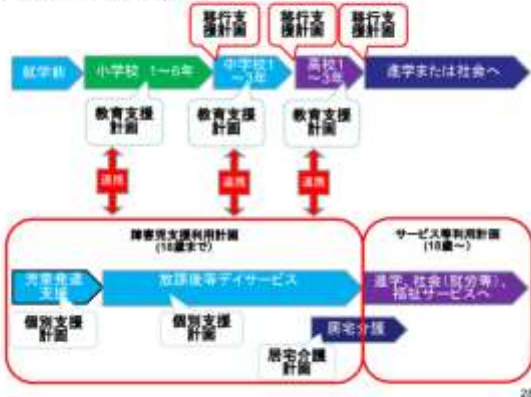 移行支
援計画
移行支
援計画
移行支
援計画
就学前
小学校 1～6年
中学校1
～3年
高校1
～3年
進学または社会へ
教育支援
計画
教育支援
計画
教育支援
計画
連携
連携
連携
障害児支援利用計画
(18歳まで)
サービス等利用計画
(18歳～)
児童発達
支援
放課後等デイサービス
進学、社会(就労等)、
福祉サービスへ
個別支援
計画
個別支援
計画
居宅介護
居宅介護
計画